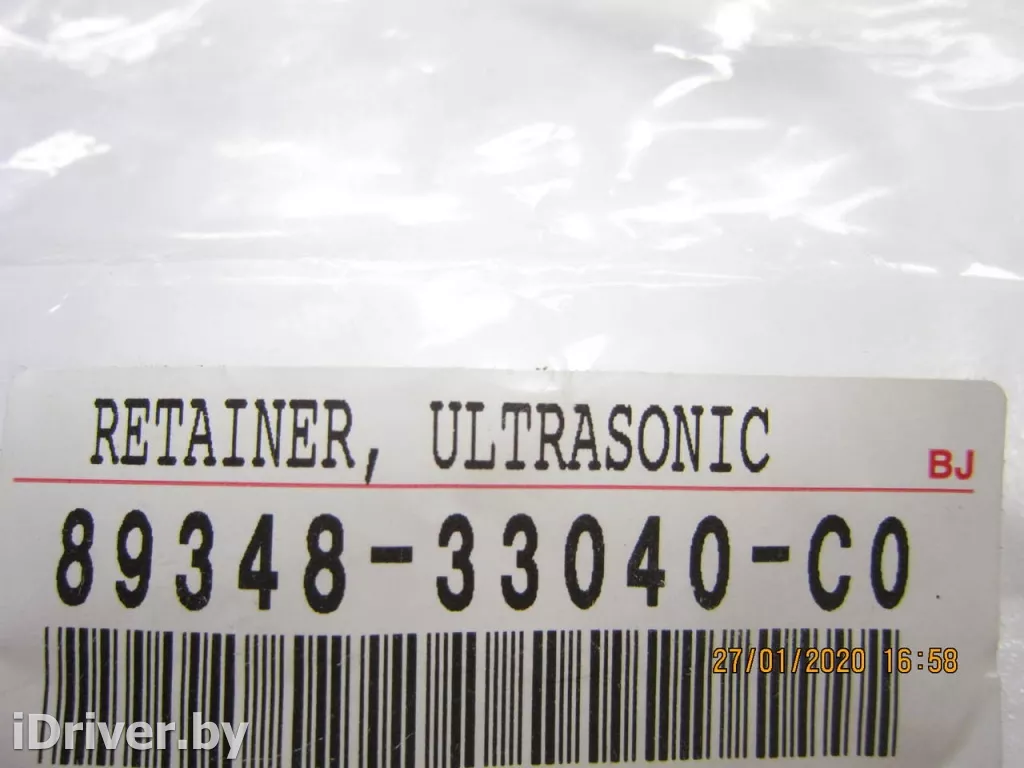 RETAINER, ULTRASONIC
BJ
89348-33040-C0
27/01/2020 16:58
iDriver.by